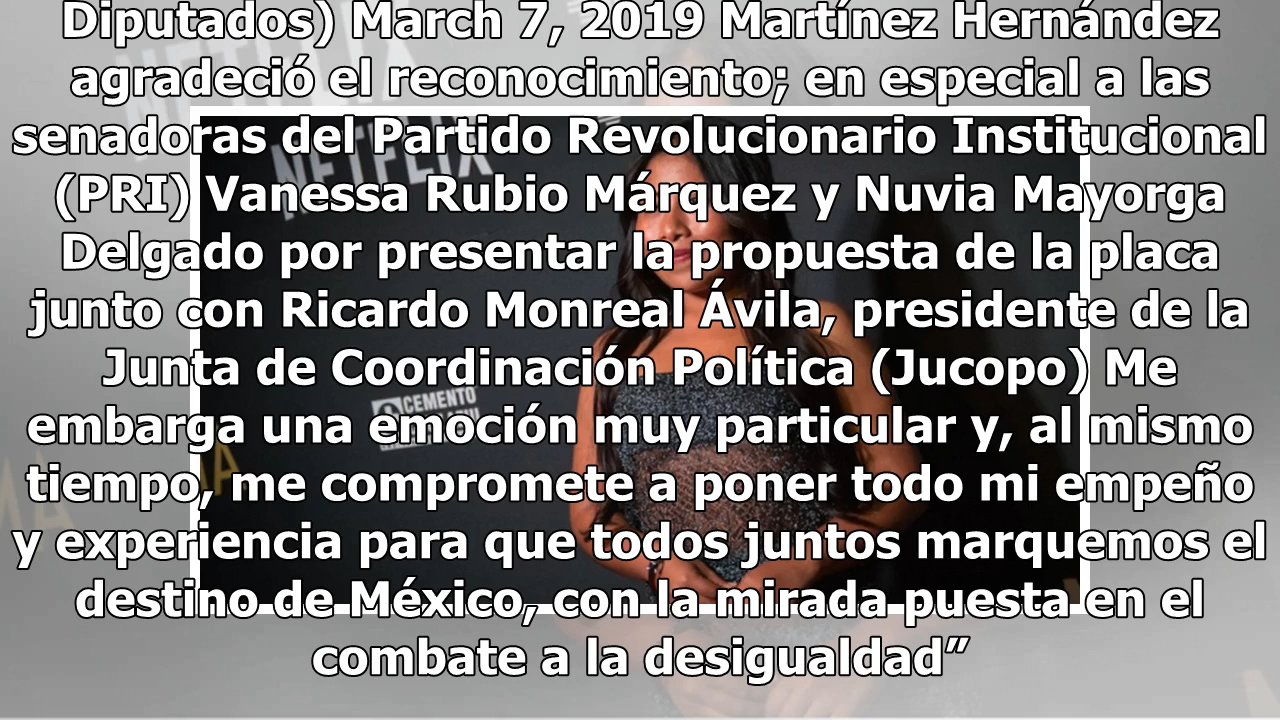 Diputados) March 7, 2019 Martínez Hernández
agradeció el reconocimiento; en especial a las
senadoras del Partido Revolucionario Institucional
(PRI) Vanessa Rubio Márquez y Nuvia Mayorga
Delgado por presentar la propuesta de la placa
junto con Ricardo Monreal Ávila, presidente de la
Junta de Coordinación Política (Jucopo) Me
embarga una emoción muy particular y, al mismo
tiempo, me compromete a poner todo mi empeño
y experiencia para que todos juntos marquemos el
destino de México, con la mirada puesta en el
combate a la desigualdad”
NETFLIX
CEMENTO